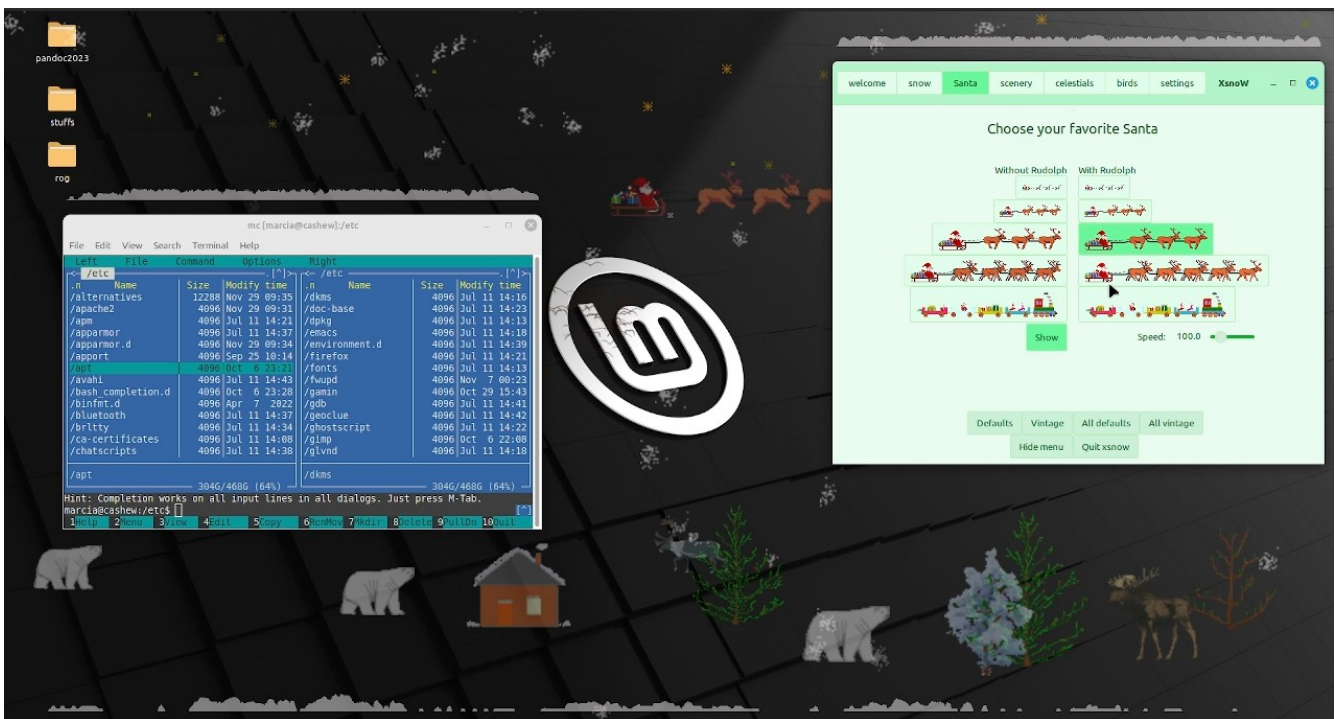 pandoc2023
stuffs
rog
mc [marcia@cashew]:/etc
File Edit View Search Terminal Help
Left File Command Options Right
<- /etc .[^]>
.n Name Size Modify time
/alternatives 12288 Nov 29 09:35
/apache2 4096 Nov 29 09:31
/apm 4096 Jul 11 14:21
/apparmor 4096 Jul 11 14:37
/apparmor.d 4096 Nov 29 09:34
/apport 4096 Sep 25 10:14
/apt 4096 Oct 6 23:21
/avahi 4096 Jul 11 14:43
/bash_completion.d 4096 Oct 6 23:28
/binfmt.d 4096 Apr 7 2022
/bluetooth 4096 Jul 11 14:37
/brltty 4096 Jul 11 14:34
/ca-certificates 4096 Jul 11 14:08
/chatscripts 4096 Jul 11 14:38
/apt
304G/468G (64%)
<- /etc .[^]>
.n Name Size Modify time
/dkms 4096 Jul 11 14:16
/doc-base 4096 Jul 11 14:23
/dpkg 4096 Jul 11 14:13
/emacs 4096 Jul 11 14:18
/environment.d 4096 Jul 11 14:39
/firefox 4096 Jul 11 14:21
/fonts 4096 Jul 11 14:13
/fwupd 4096 Nov 7 00:23
/gamin 4096 Oct 29 15:43
/gdb 4096 Jul 11 14:41
/geoclue 4096 Jul 11 14:42
/ghostscript 4096 Jul 11 14:22
/gimp 4096 Oct 6 22:08
/glvnd 4096 Jul 11 14:18
/dkms
304G/468G (64%)
Hint: Completion works on all input lines in all dialogs. Just press M-Tab.
marcia@cashew:/etc$ [^]
1Help 2Menu 3View 4Edit 5Copy 6RenMov 7Mkdir 8Delete 9PullDn 10Quit
welcome snow Santa scenery celestials birds settings XsnoW
Choose your favorite Santa
Without Rudolph With Rudolph
Show Speed: 100.0
Defaults Vintage All defaults All vintage
Hide menu Quit xsnow